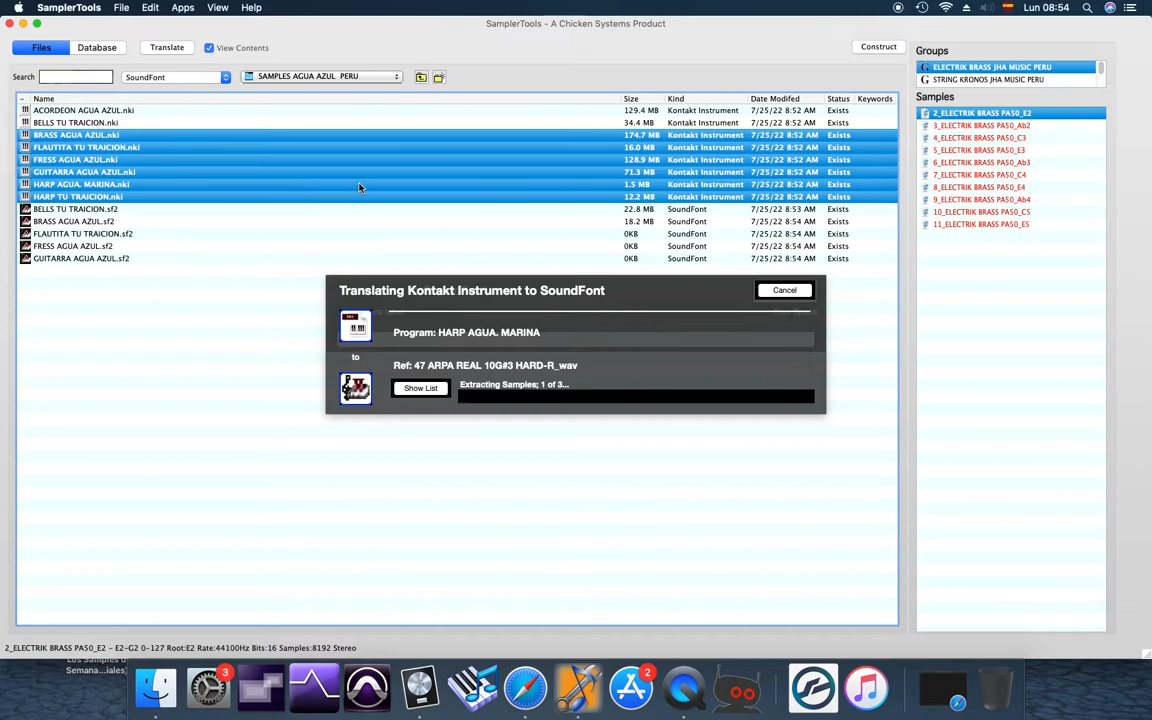 SamplerTools File Edit Apps View Help Lun 08:54
SamplerTools - A Chicken Systems Product
Files Database Translate View Contents Construct
Search SoundFont SAMPLES AGUA AZUL PERU
Name Size Kind Date Modifed Status Keywords
ACORDEON AGUA AZUL.nki 129.4 MB Kontakt Instrument 7/25/22 8:52 AM Exists
BELLS TU TRAICION.nki 34.4 MB Kontakt Instrument 7/25/22 8:52 AM Exists
BRASS AGUA AZUL.nki 174.7 MB Kontakt Instrument 7/25/22 8:52 AM Exists
FLAUTITA TU TRAICION.nki 16.0 MB Kontakt Instrument 7/25/22 8:52 AM Exists
FRESS AGUA AZUL.nki 128.9 MB Kontakt Instrument 7/25/22 8:52 AM Exists
GUITARRA AGUA AZUL.nki 71.3 MB Kontakt Instrument 7/25/22 8:52 AM Exists
HARP AGUA. MARINA.nki 1.5 MB Kontakt Instrument 7/25/22 8:52 AM Exists
HARP TU TRAICION.nki 12.2 MB Kontakt Instrument 7/25/22 8:52 AM Exists
BELLS TU TRAICION.sf2 22.8 MB SoundFont 7/25/22 8:53 AM Exists
BRASS AGUA AZUL.sf2 18.2 MB SoundFont 7/25/22 8:54 AM Exists
FLAUTITA TU TRAICION.sf2 0KB SoundFont 7/25/22 8:54 AM Exists
FRESS AGUA AZUL.sf2 0KB SoundFont 7/25/22 8:54 AM Exists
GUITARRA AGUA AZUL.sf2 0KB SoundFont 7/25/22 8:54 AM Exists
Groups
ELECTRIK BRASS JHA MUSIC PERU
STRING KRONOS JHA MUSIC PERU
Samples
2_ELECTRIK BRASS PA50_E2
3_ELECTRIK BRASS PA50_Ab2
4_ELECTRIK BRASS PA50_C3
5_ELECTRIK BRASS PA50_E3
6_ELECTRIK BRASS PA50_Ab3
7_ELECTRIK BRASS PA50_C4
8_ELECTRIK BRASS PA50_E4
9_ELECTRIK BRASS PA50_Ab4
10_ELECTRIK BRASS PA50_C5
11_ELECTRIK BRASS PA50_E5
Translating Kontakt Instrument to SoundFont Cancel
Program: HARP AGUA. MARINA
to
Ref: 47 ARPA REAL 10G#3 HARD-R_wav
Show List Extracting Samples; 1 of 3...
2_ELECTRIK BRASS PA50_E2 - E2-G2 0-127 Root:E2 Rate:44100Hz Bits:16 Samples:8192 Stereo
Los Samples d
Semana...iales)
3
2